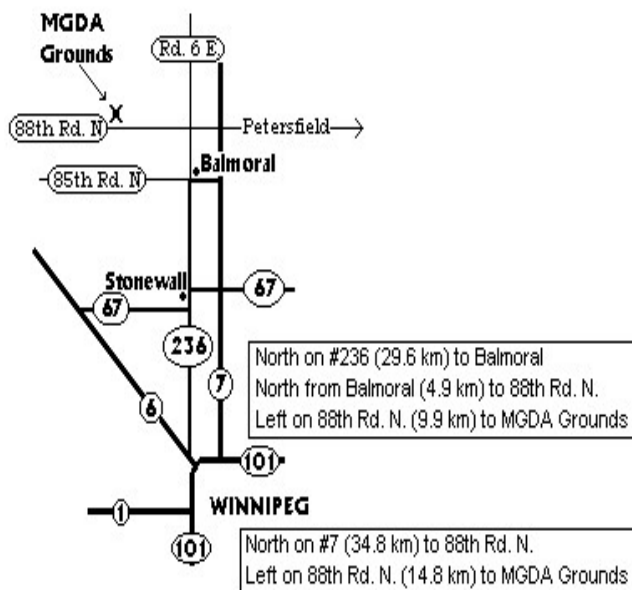 MGDA
Grounds
Rd. 6 E.
X
88th Rd. N
Petersfield
Balmoral
85th Rd. N
Stonewall
67
67
236
7
6
North on #236 (29.6 km) to Balmoral
North from Balmoral (4.9 km) to 88th Rd. N.
Left on 88th Rd. N. (9.9 km) to MGDA Grounds
101
1
WINNIPEG
101
North on #7 (34.8 km) to 88th Rd. N.
Left on 88th Rd. N. (14.8 km) to MGDA Grounds